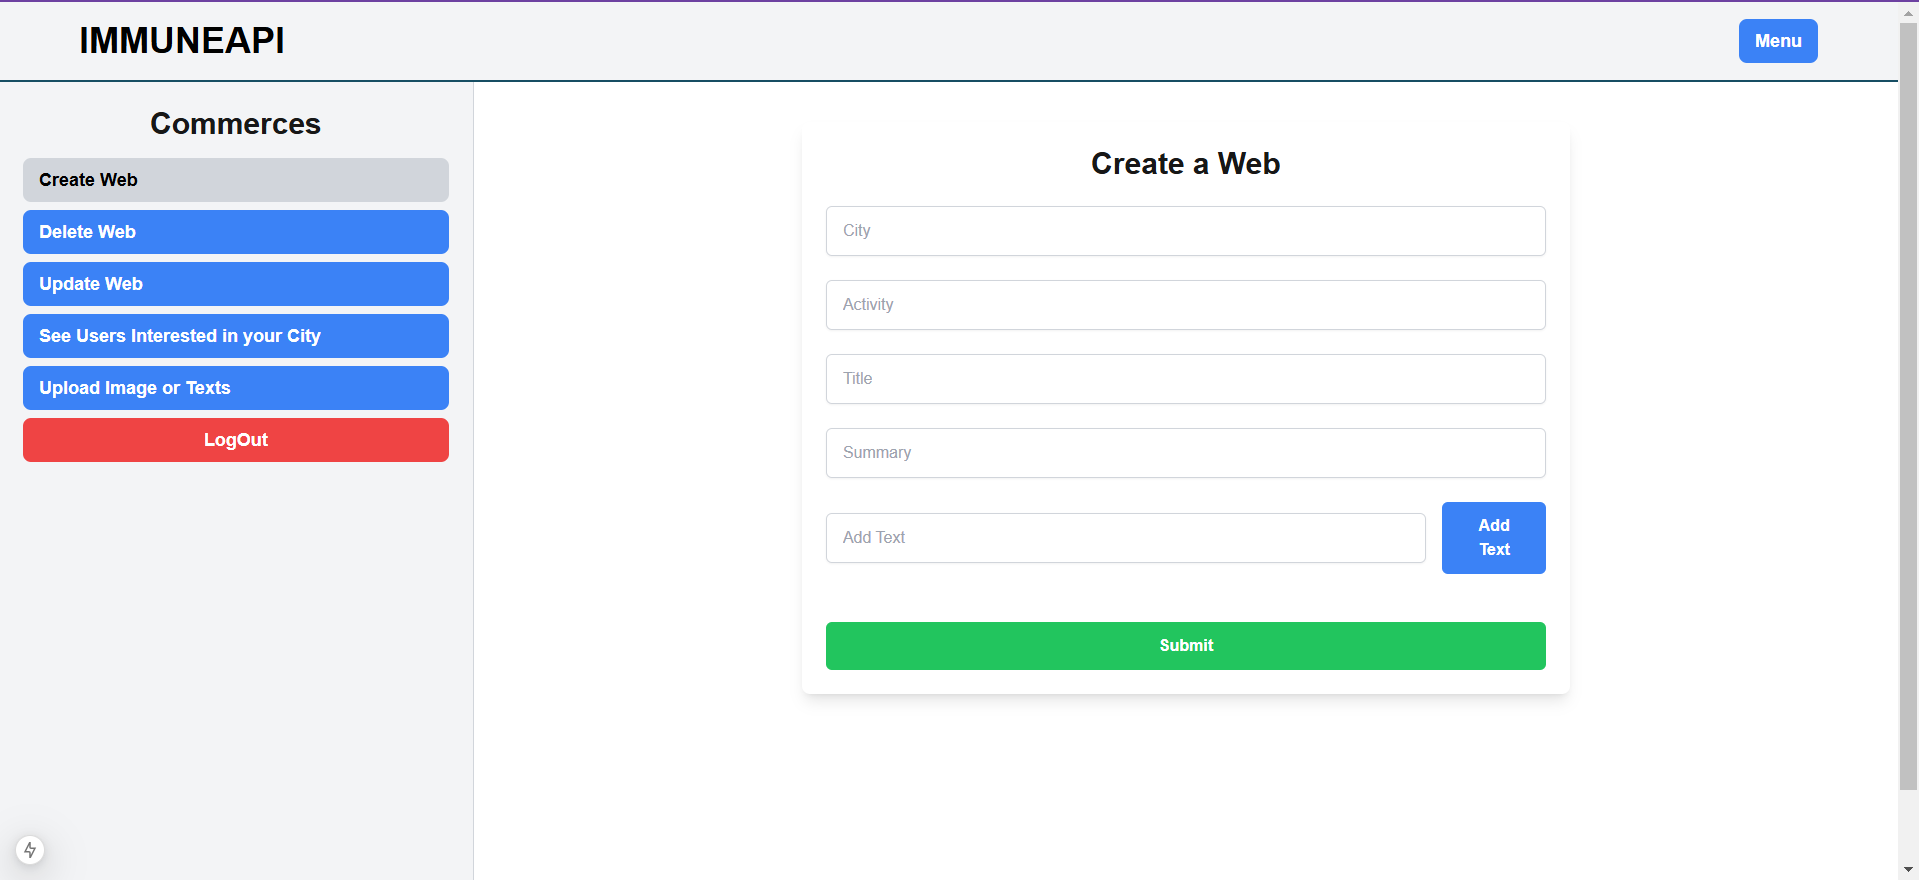 IMMUNEAPI
Menu
Commerces
Create Web
Delete Web
Update Web
See Users Interested in your City
Upload Image or Texts
LogOut
Create a Web
City
Activity
Title
Summary
Add Text
Add
Text
Submit